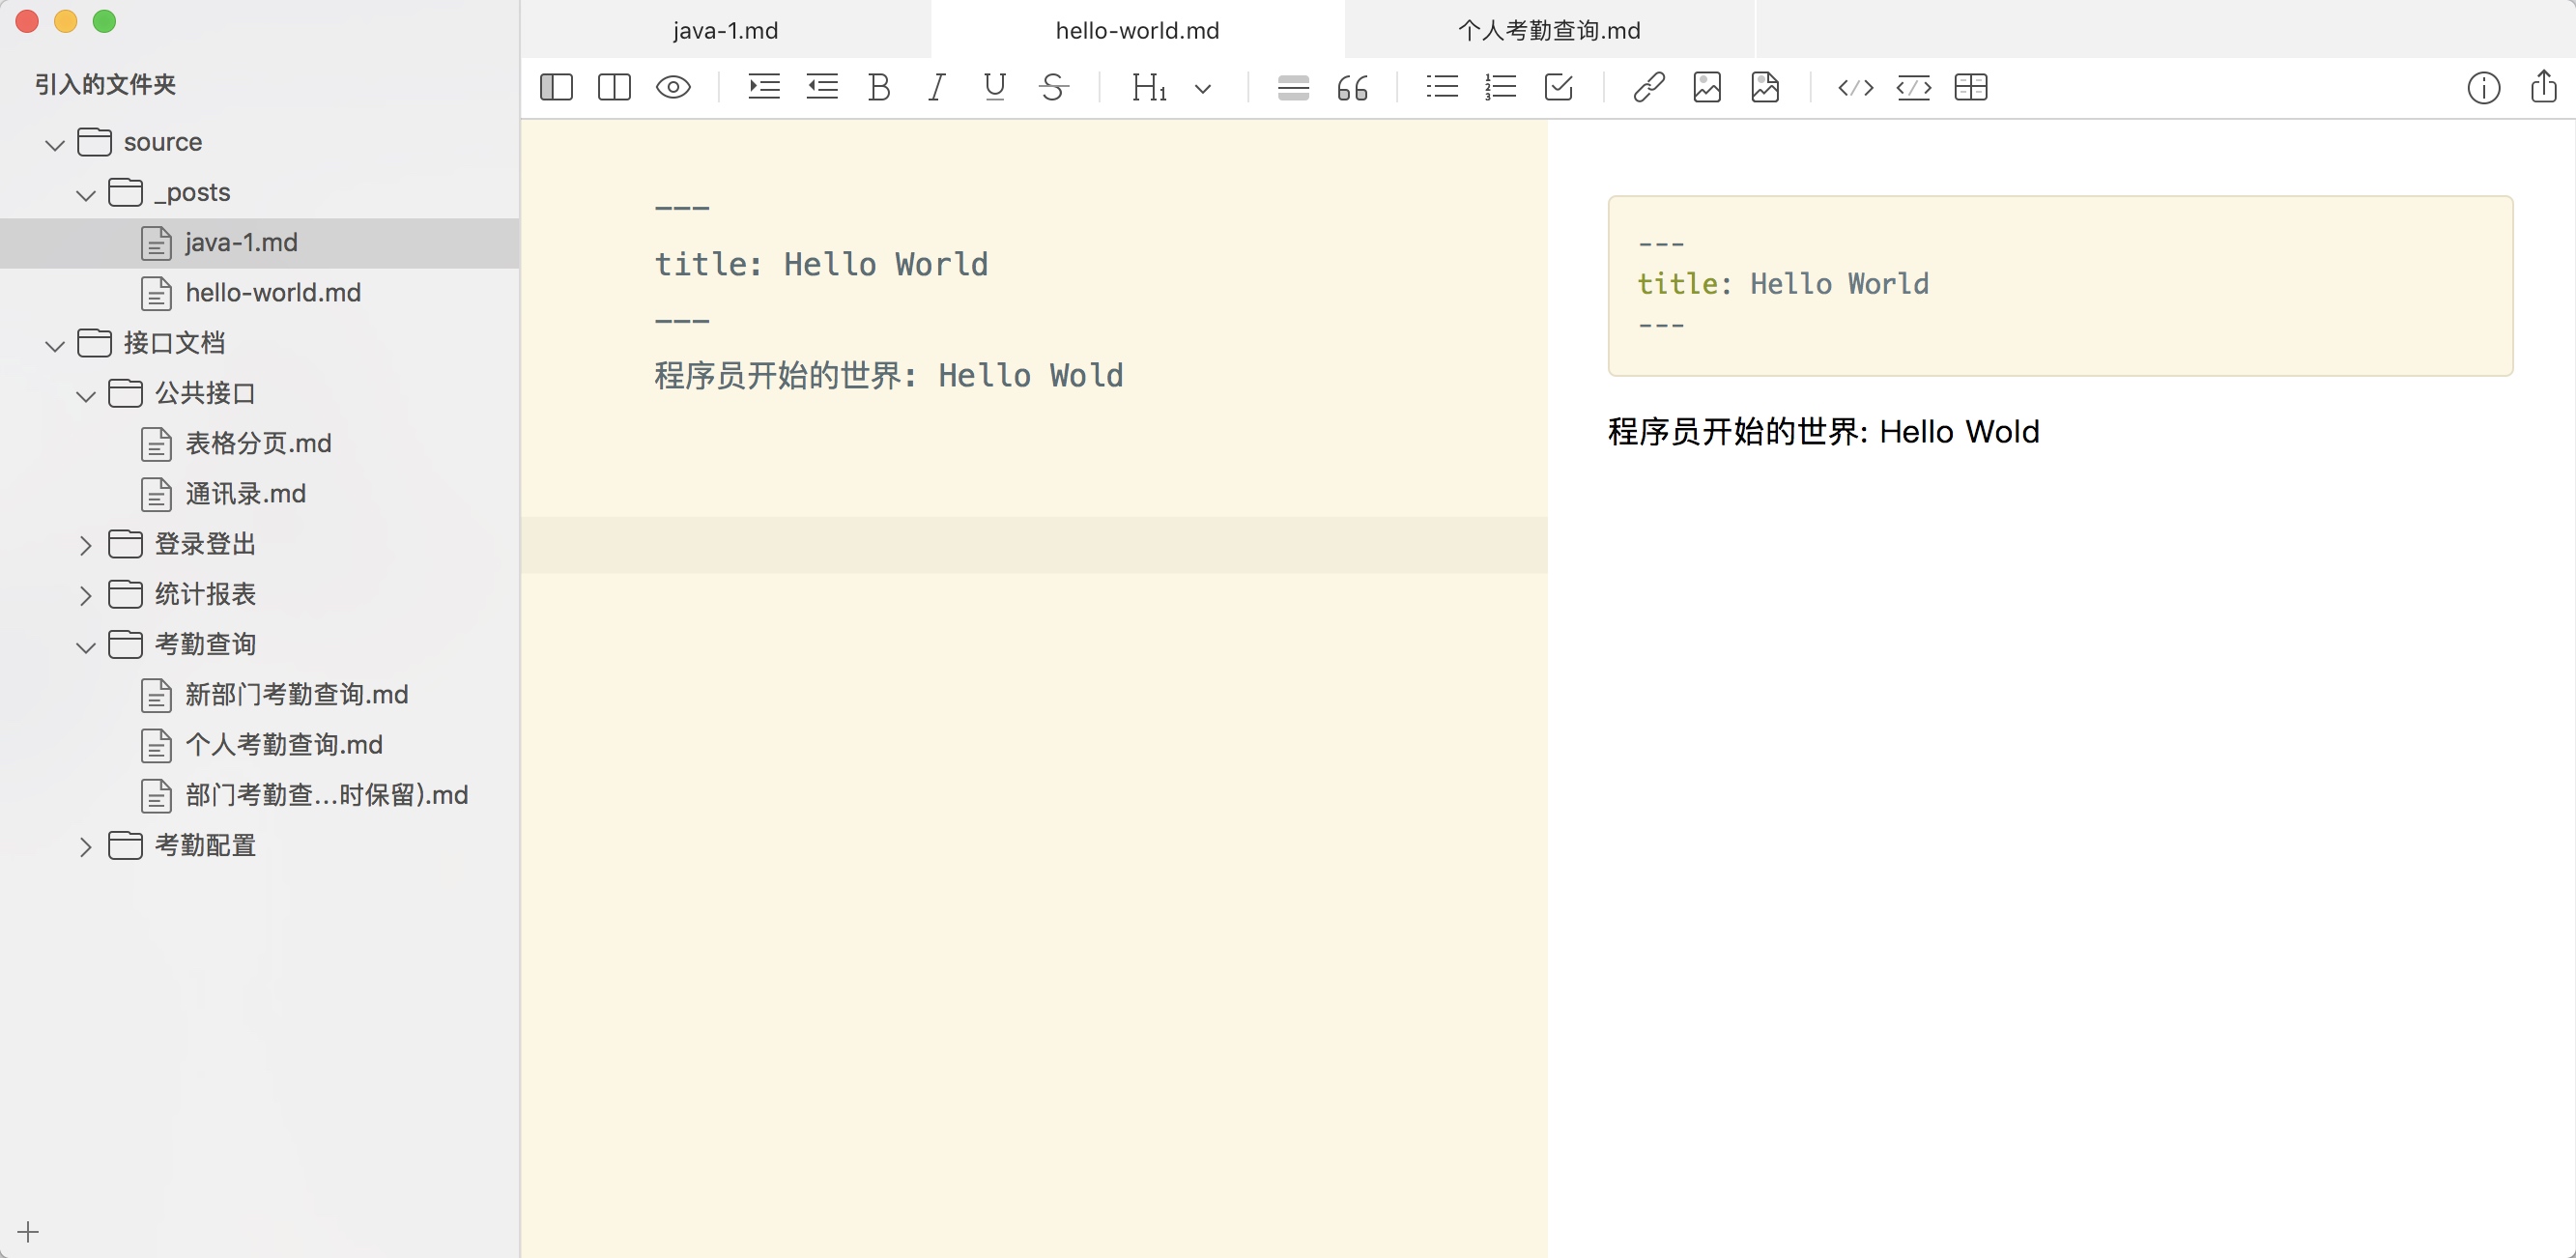 引入的文件夹
source
_posts
java-1.md
hello-world.md
接口文档
公共接口
表格分页.md
通讯录.md
登录登出
统计报表
考勤查询
新部门考勤查询.md
个人考勤查询.md
部门考勤查...时保留).md
考勤配置
java-1.md
hello-world.md
个人考勤查询.md
B I U S H1
---
title: Hello World
---
程序员开始的世界: Hello Wold
---
title: Hello World
---
程序员开始的世界: Hello Wold